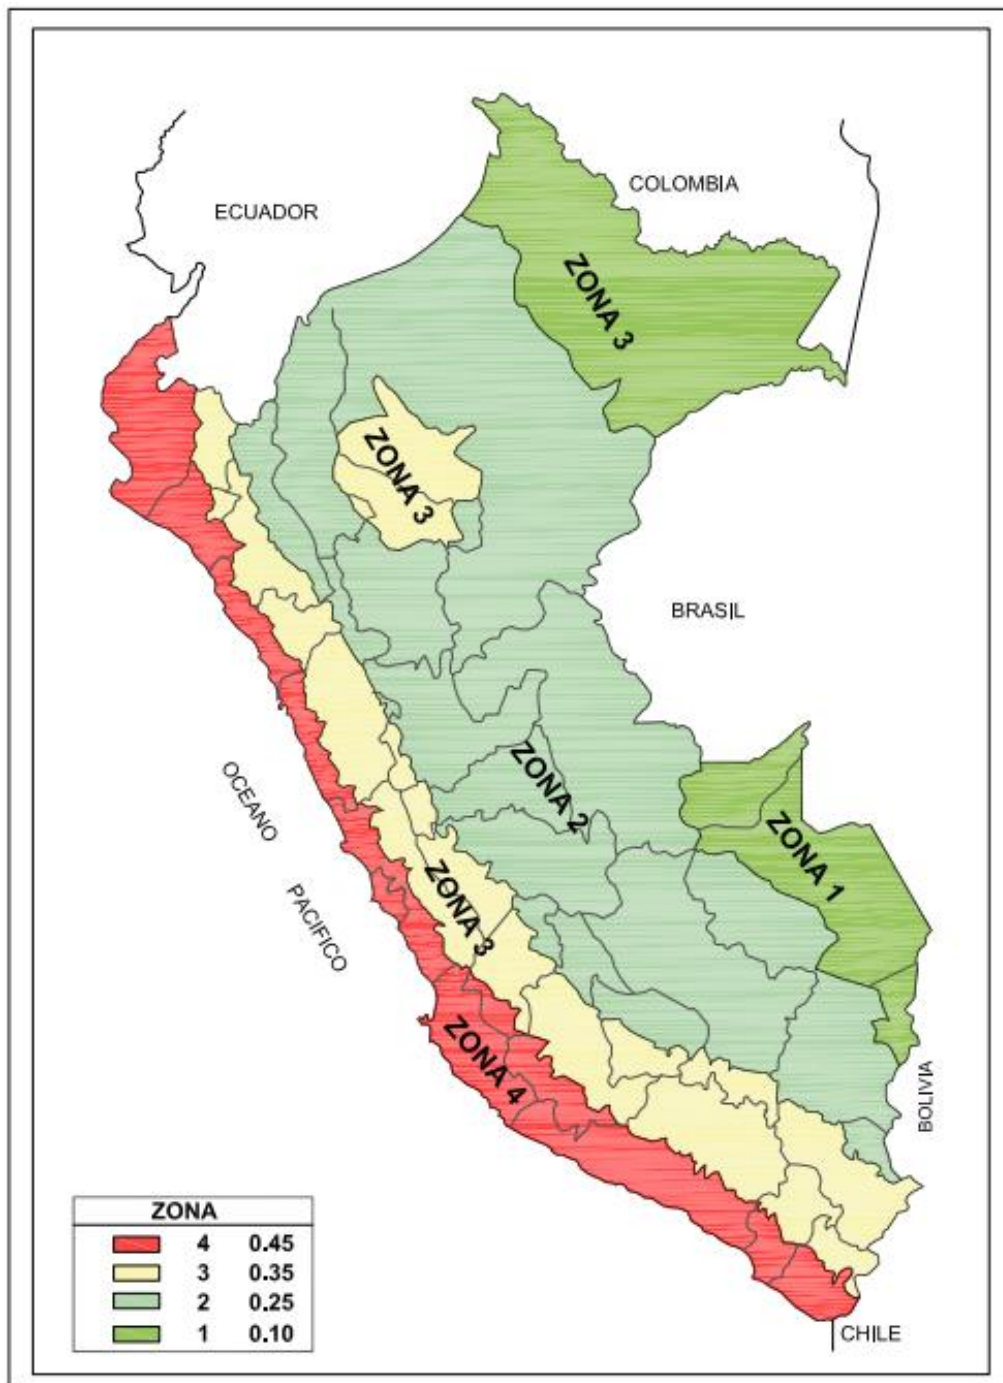 COLOMBIA
ECUADOR
ZONA 3
ZONA 3
BRASIL
ZONA 2
OCEANO
PACIFICO
ZONA 1
ZONA 3
ZONA 4
BOLIVIA
CHILE
ZONA
4 0.45
3 0.35
2 0.25
1 0.10